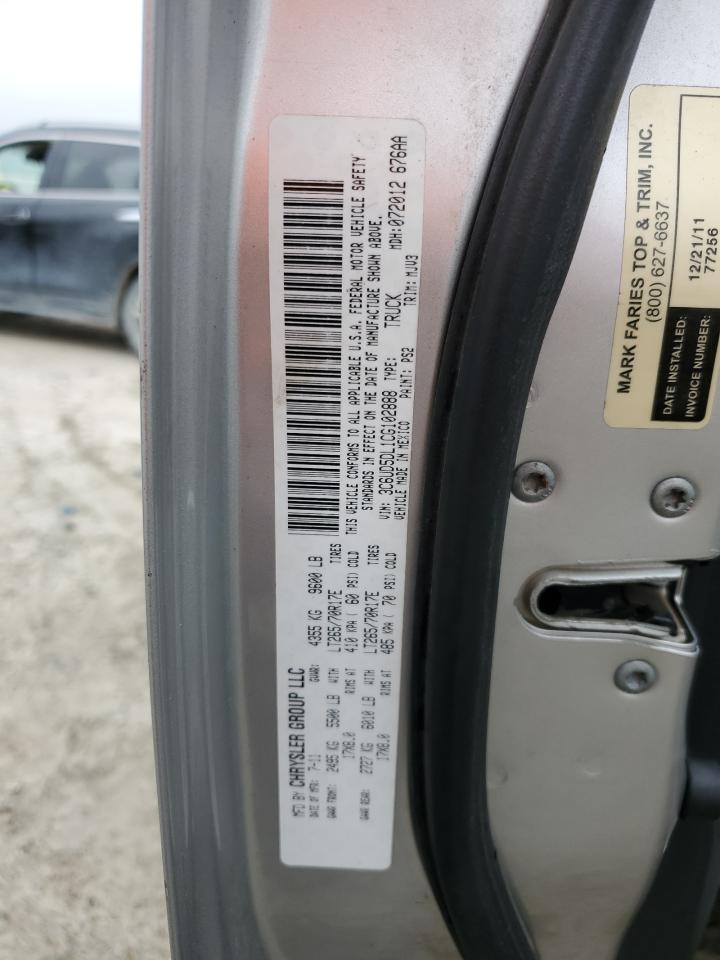 MFD BY CHRYSLER GROUP LLC
DATE OF MFR: 7-11 GVWR: 4355 KG 9600 LB
GAWR FRONT: 2495 KG 5500 LB WITH LT265/70R17E TIRES
17X8.0 RIMS AT 410 KPA ( 60 PSI) COLD
GAWR REAR: 2727 KG 6010 LB WITH LT265/70R17E TIRES
17X8.0 RIMS AT 485 KPA ( 70 PSI) COLD
THIS VEHICLE CONFORMS TO ALL APPLICABLE U.S.A. FEDERAL MOTOR VEHICLE SAFETY
STANDARDS IN EFFECT ON THE DATE OF MANUFACTURE SHOWN ABOVE.
VIN: 3C6UD5DL1CG102888 TYPE: TRUCK MDH: 072012 676AA
VEHICLE MADE IN MEXICO PAINT: PS2 TRIM: MJV3
MARK FARIES TOP & TRIM, INC.
(800) 627-6637
DATE INSTALLED: 12/21/11
INVOICE NUMBER: 77256